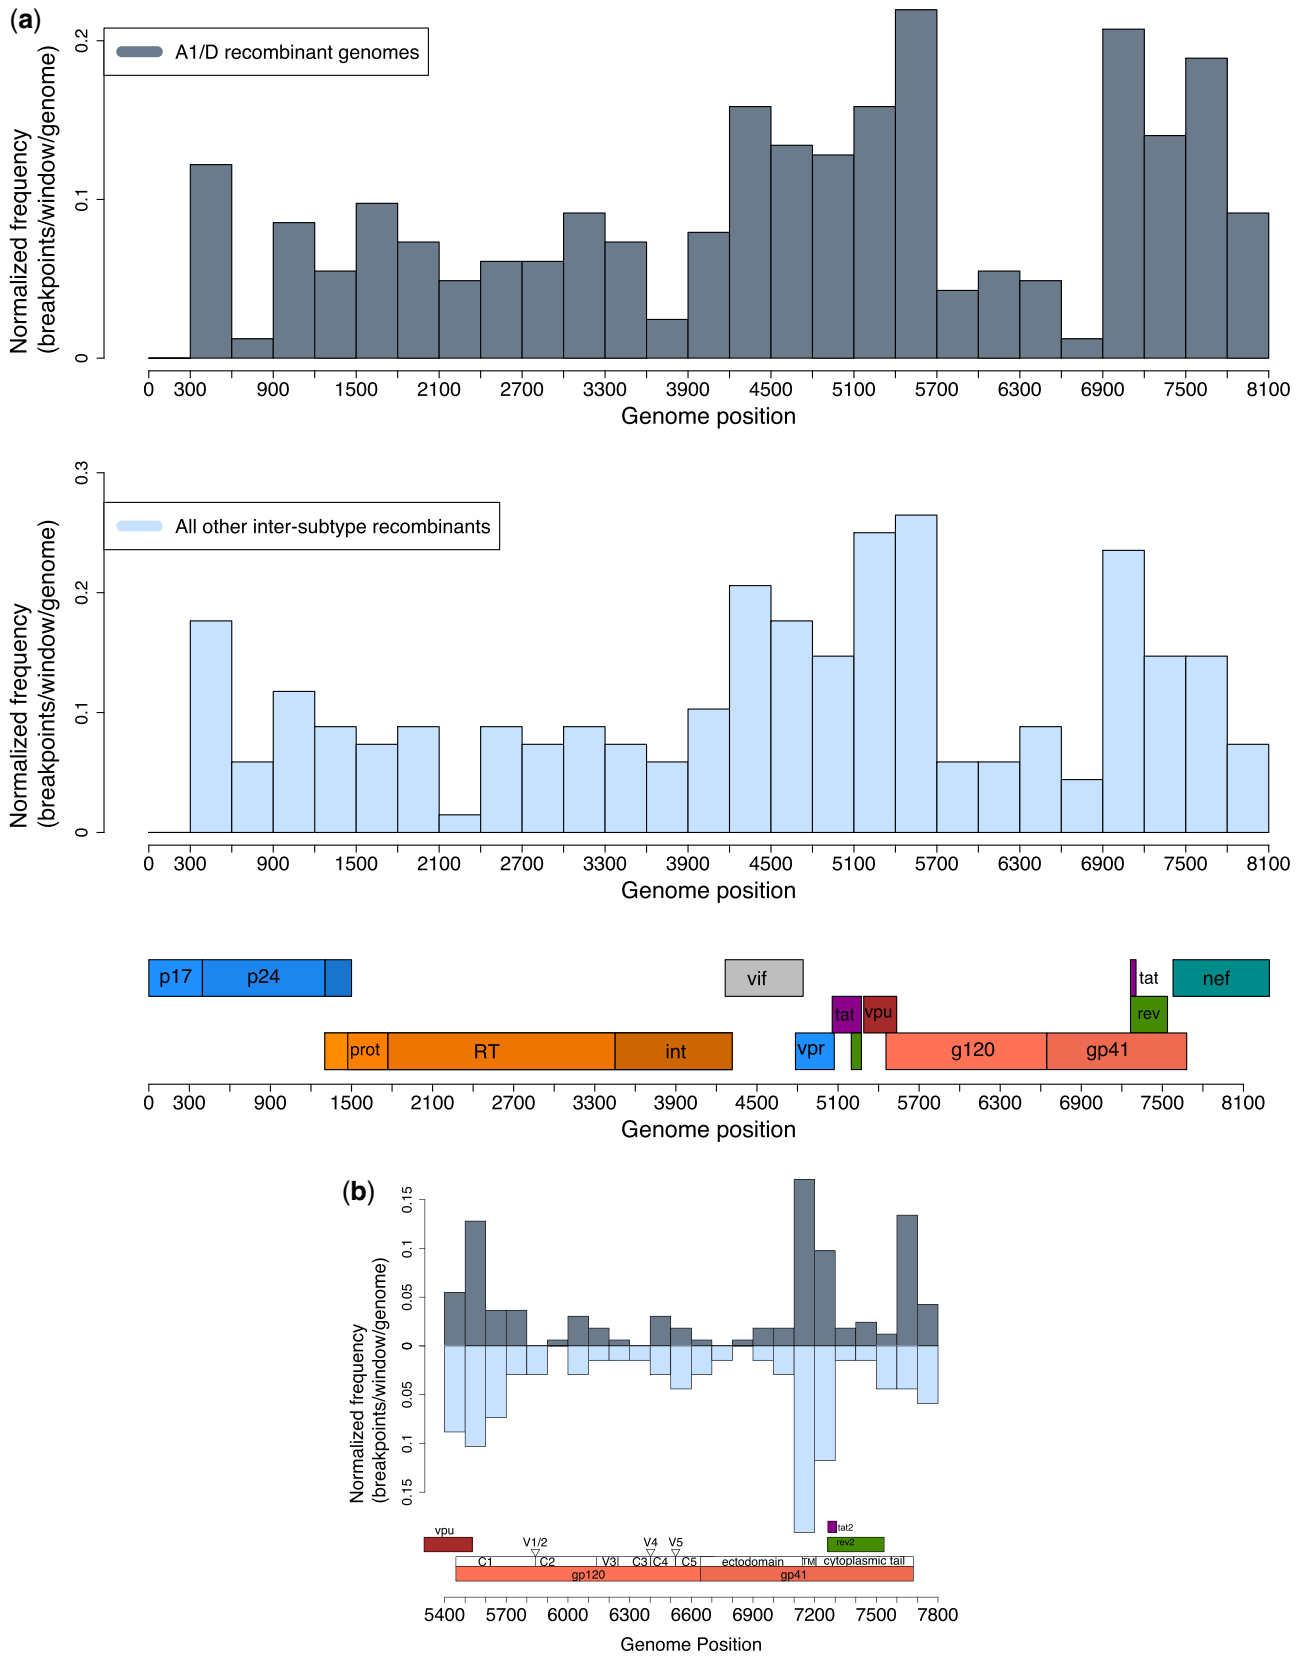 (a)
0.2
0.1
0
Normalized frequency
(breakpoints/window/genome)
A1/D recombinant genomes
0 300 900 1500 2100 2700 3300 3900 4500 5100 5700 6300 6900 7500 8100
Genome position
0.3
0.2
0.1
0
Normalized frequency
(breakpoints/window/genome)
All other inter-subtype recombinants
0 300 900 1500 2100 2700 3300 3900 4500 5100 5700 6300 6900 7500 8100
Genome position
p17 p24 vif tat nef
tat vpu rev
prot RT int vpr g120 gp41
0 300 900 1500 2100 2700 3300 3900 4500 5100 5700 6300 6900 7500 8100
Genome position
(b)
0.15
0.1
0.05
0
0.05
0.1
0.15
Normalized frequency
(breakpoints/window/genome)
tat2
vpu
V1/2 V4 V5 rev2
C1 C2 V3 C3 C4 C5 ectodomain TM cytoplasmic tail
gp120 gp41
5400 5700 6000 6300 6600 6900 7200 7500 7800
Genome Position